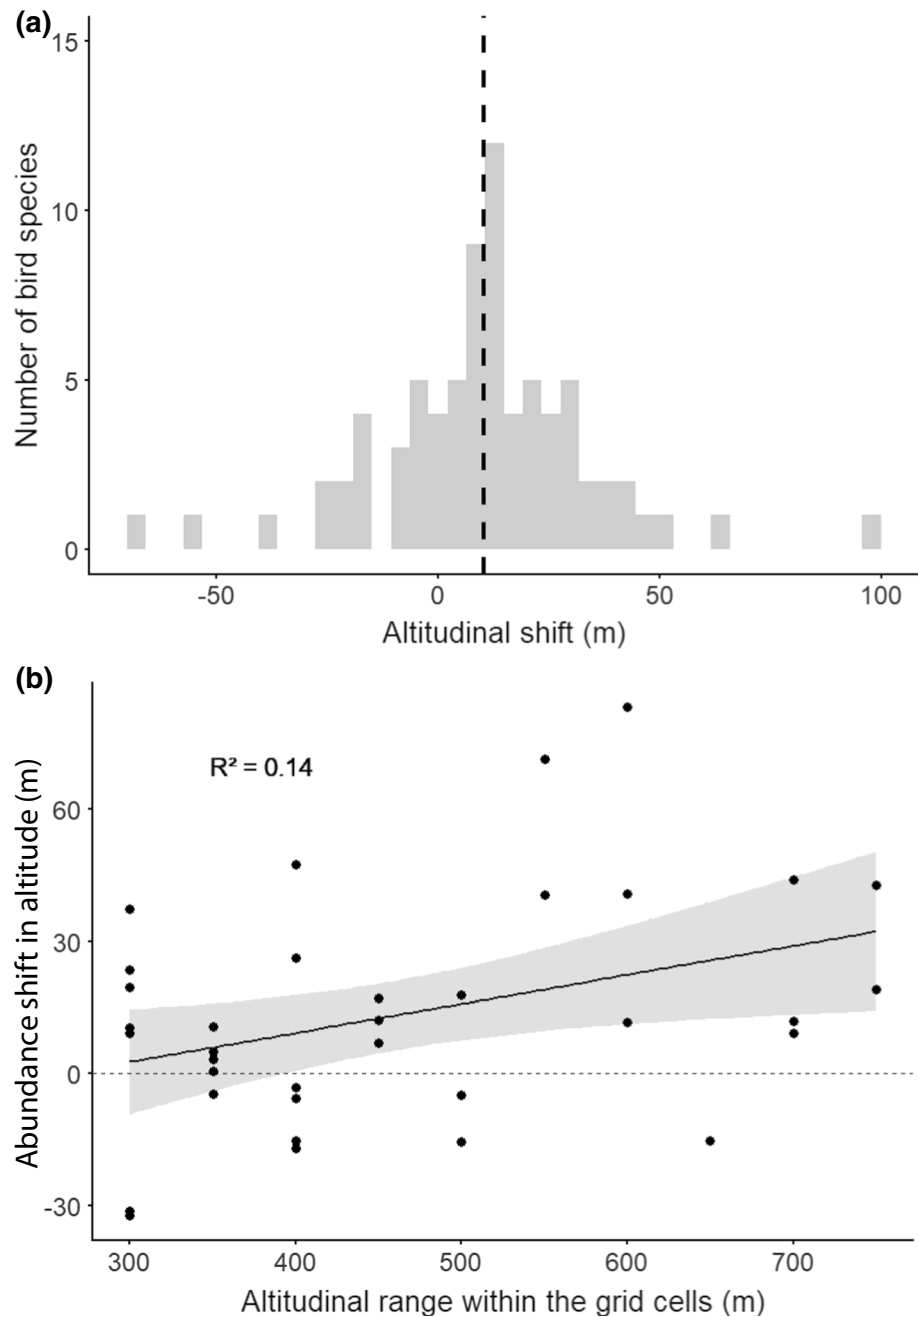 (a)
15
10
5
0
Number of bird species
-50 0 50 100
Altitudinal shift (m)
(b)
R² = 0.14
60
30
0
-30
Abundance shift in altitude (m)
300 400 500 600 700
Altitudinal range within the grid cells (m)